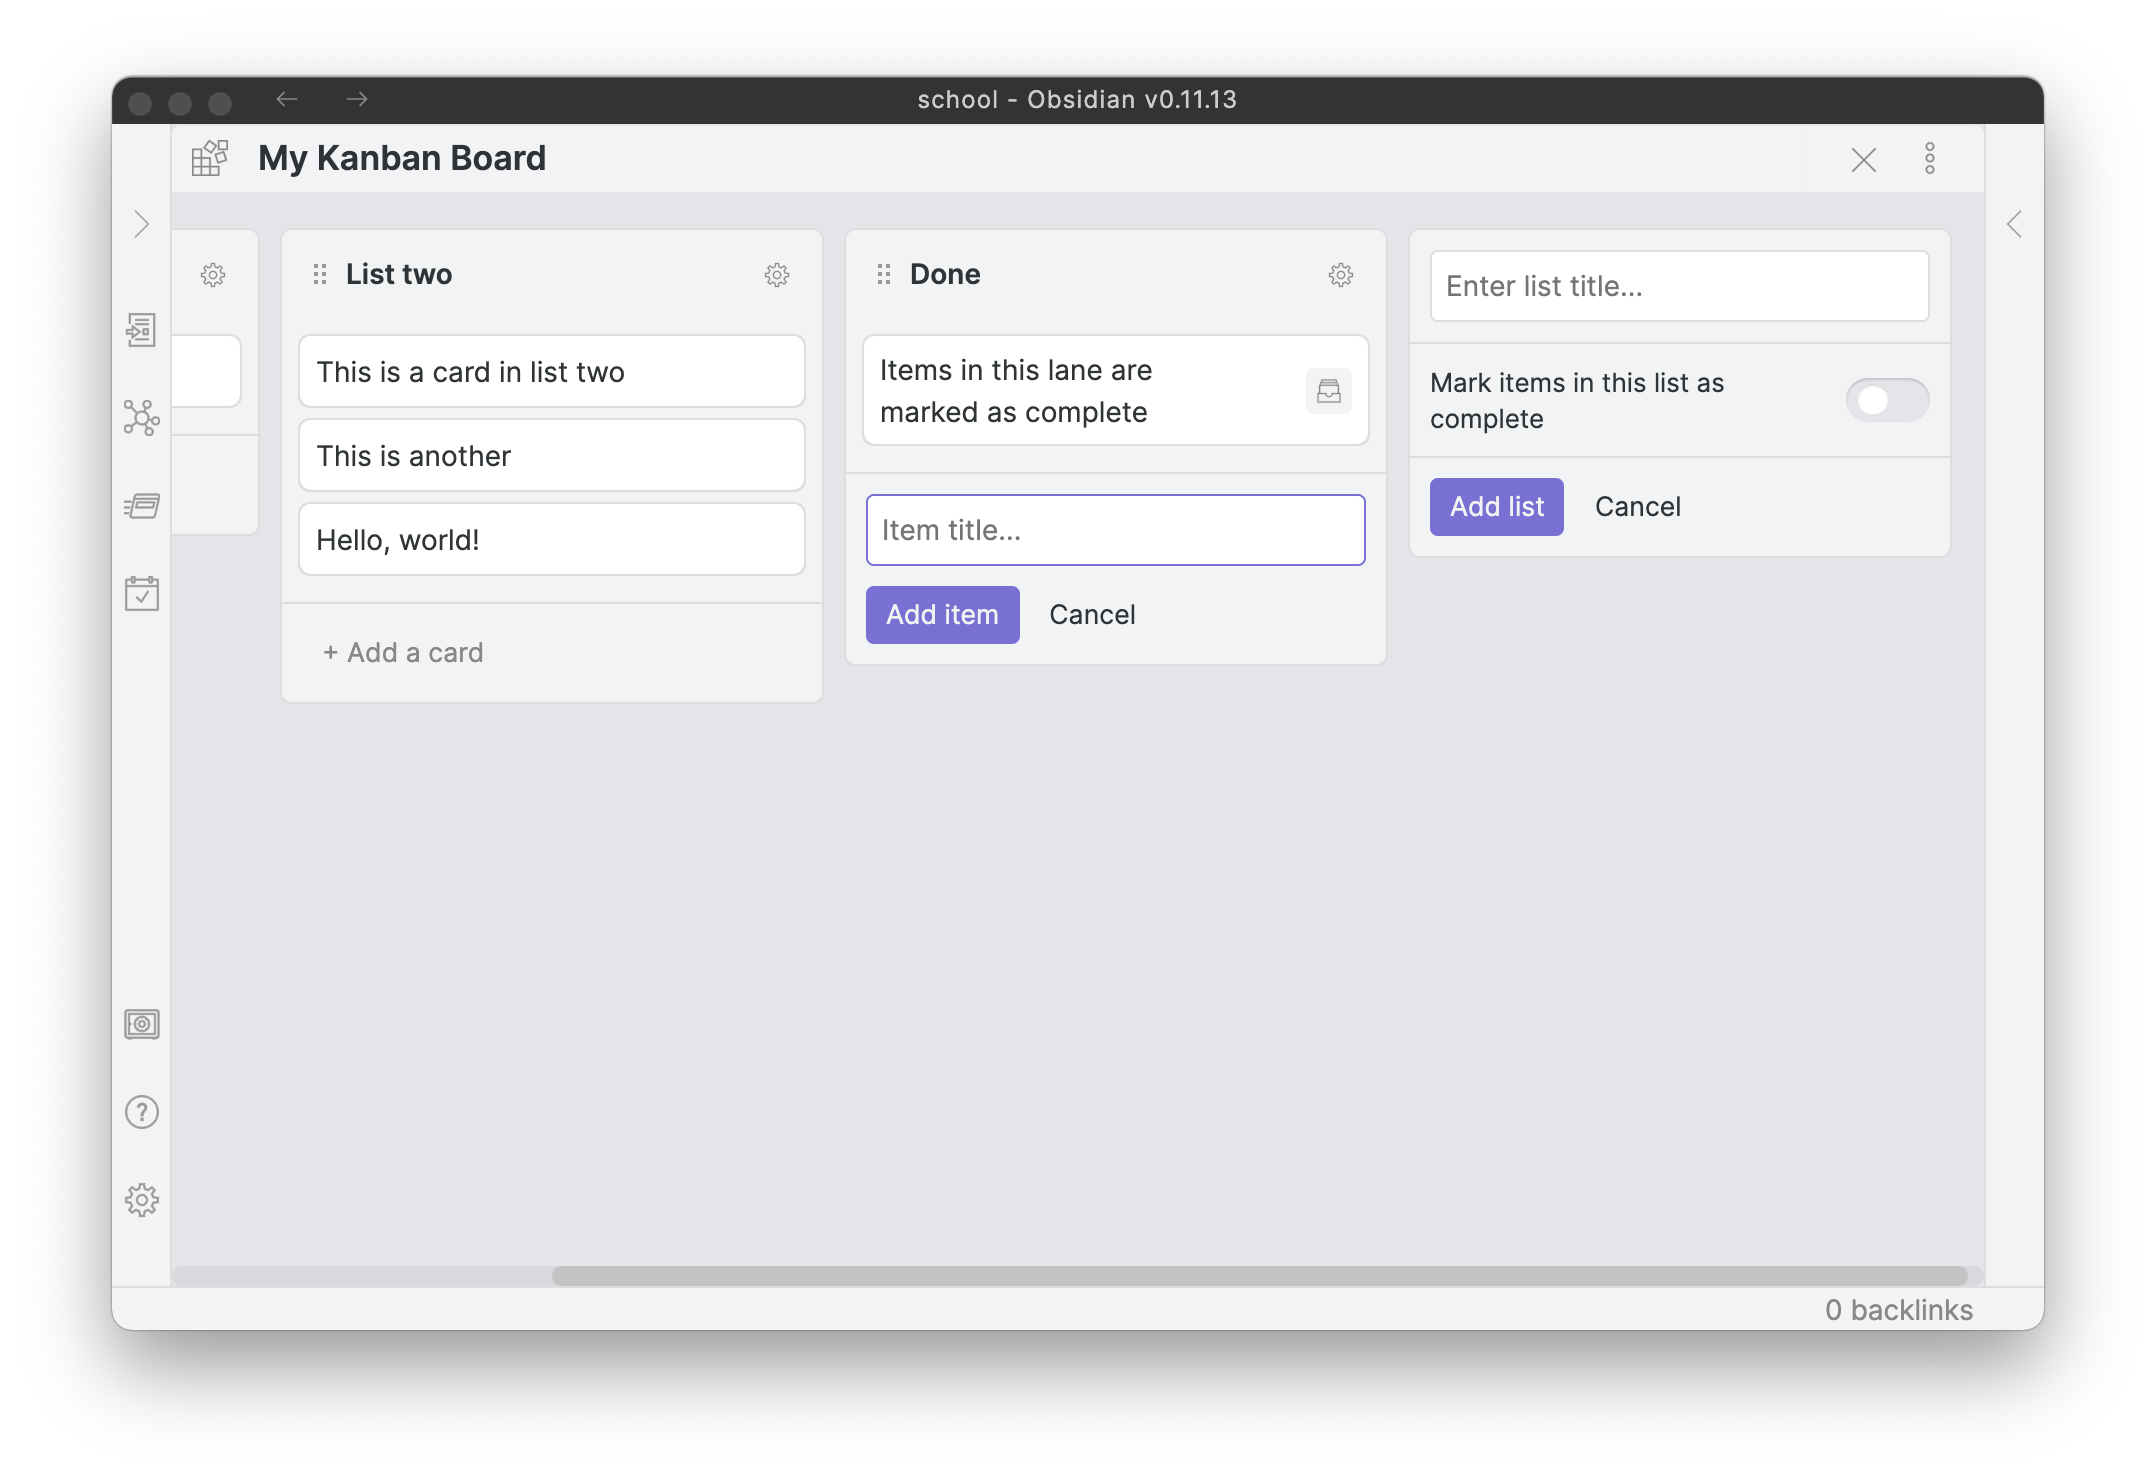 school - Obsidian v0.11.13
My Kanban Board
List two
This is a card in list two
This is another
Hello, world!
+ Add a card
Done
Items in this lane are
marked as complete
Item title...
Add item
Cancel
Enter list title...
Mark items in this list as
complete
Add list
Cancel
0 backlinks